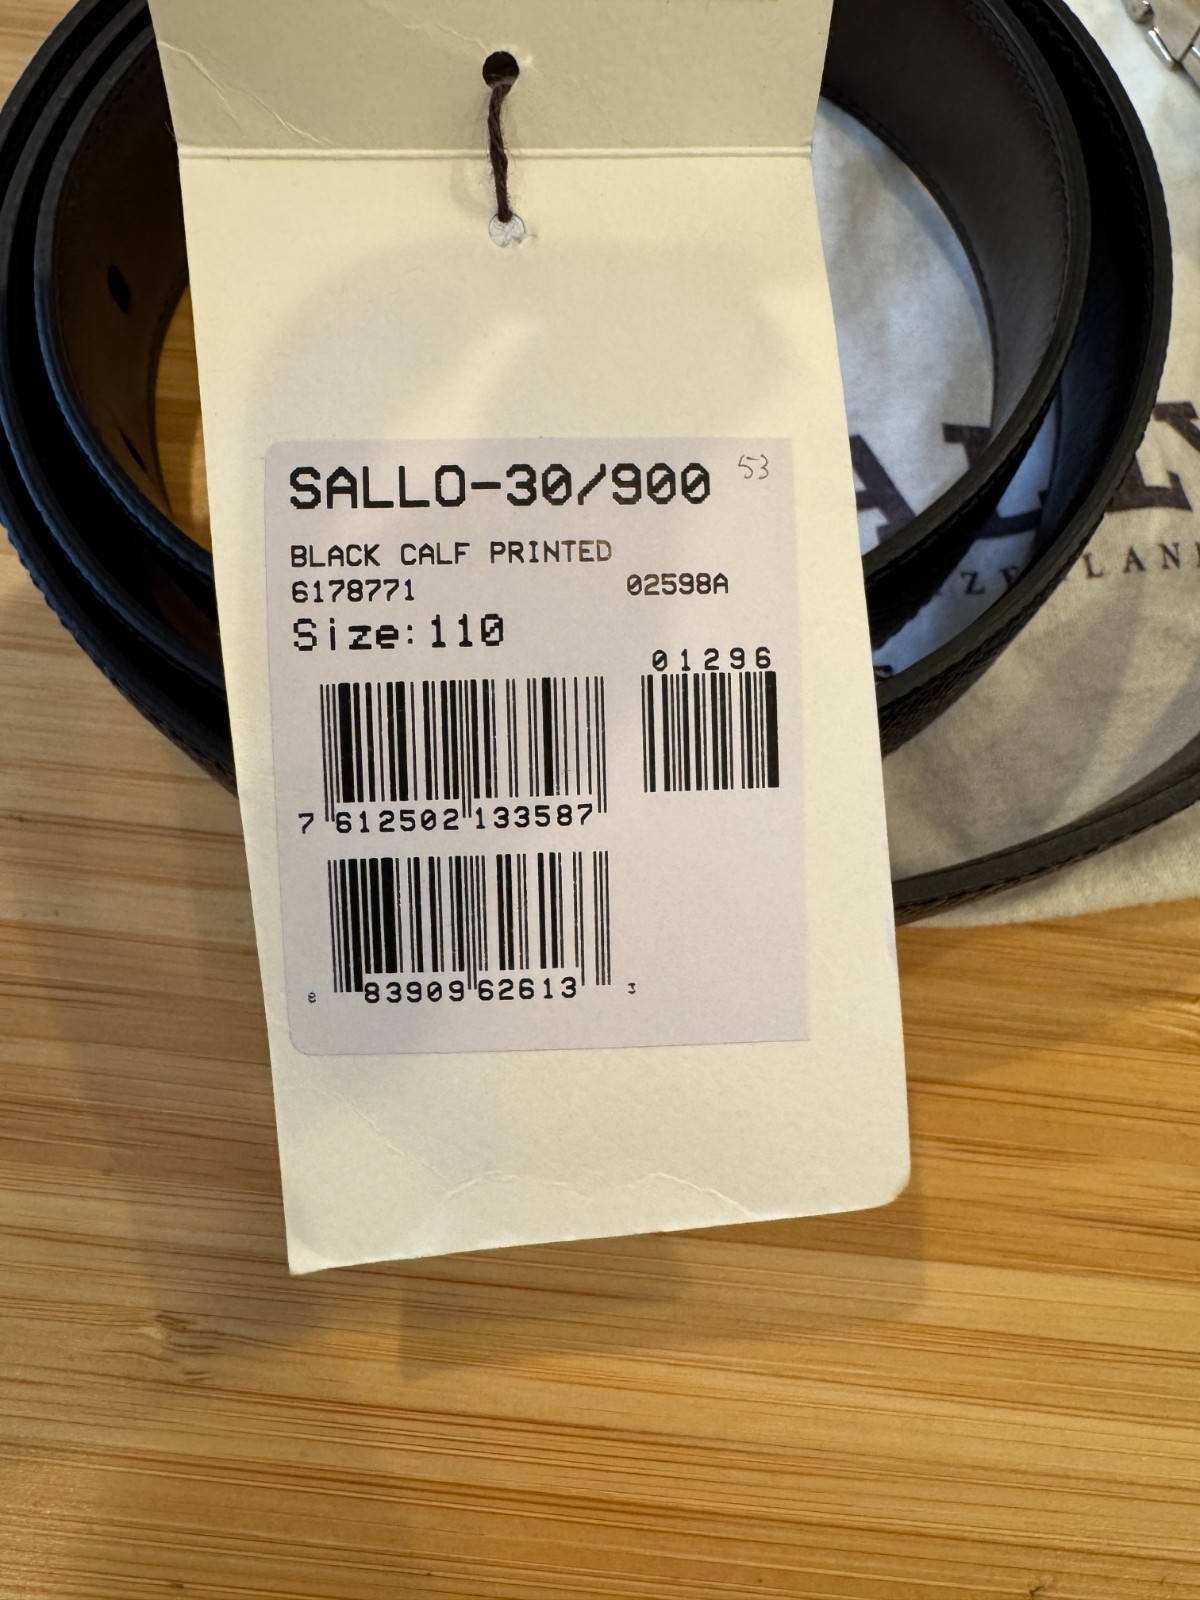 SALLO-30/900
53
BLACK CALF PRINTED
6178771 02598A
Size:110
01296
7 612502 133587
8 83909 62613 3